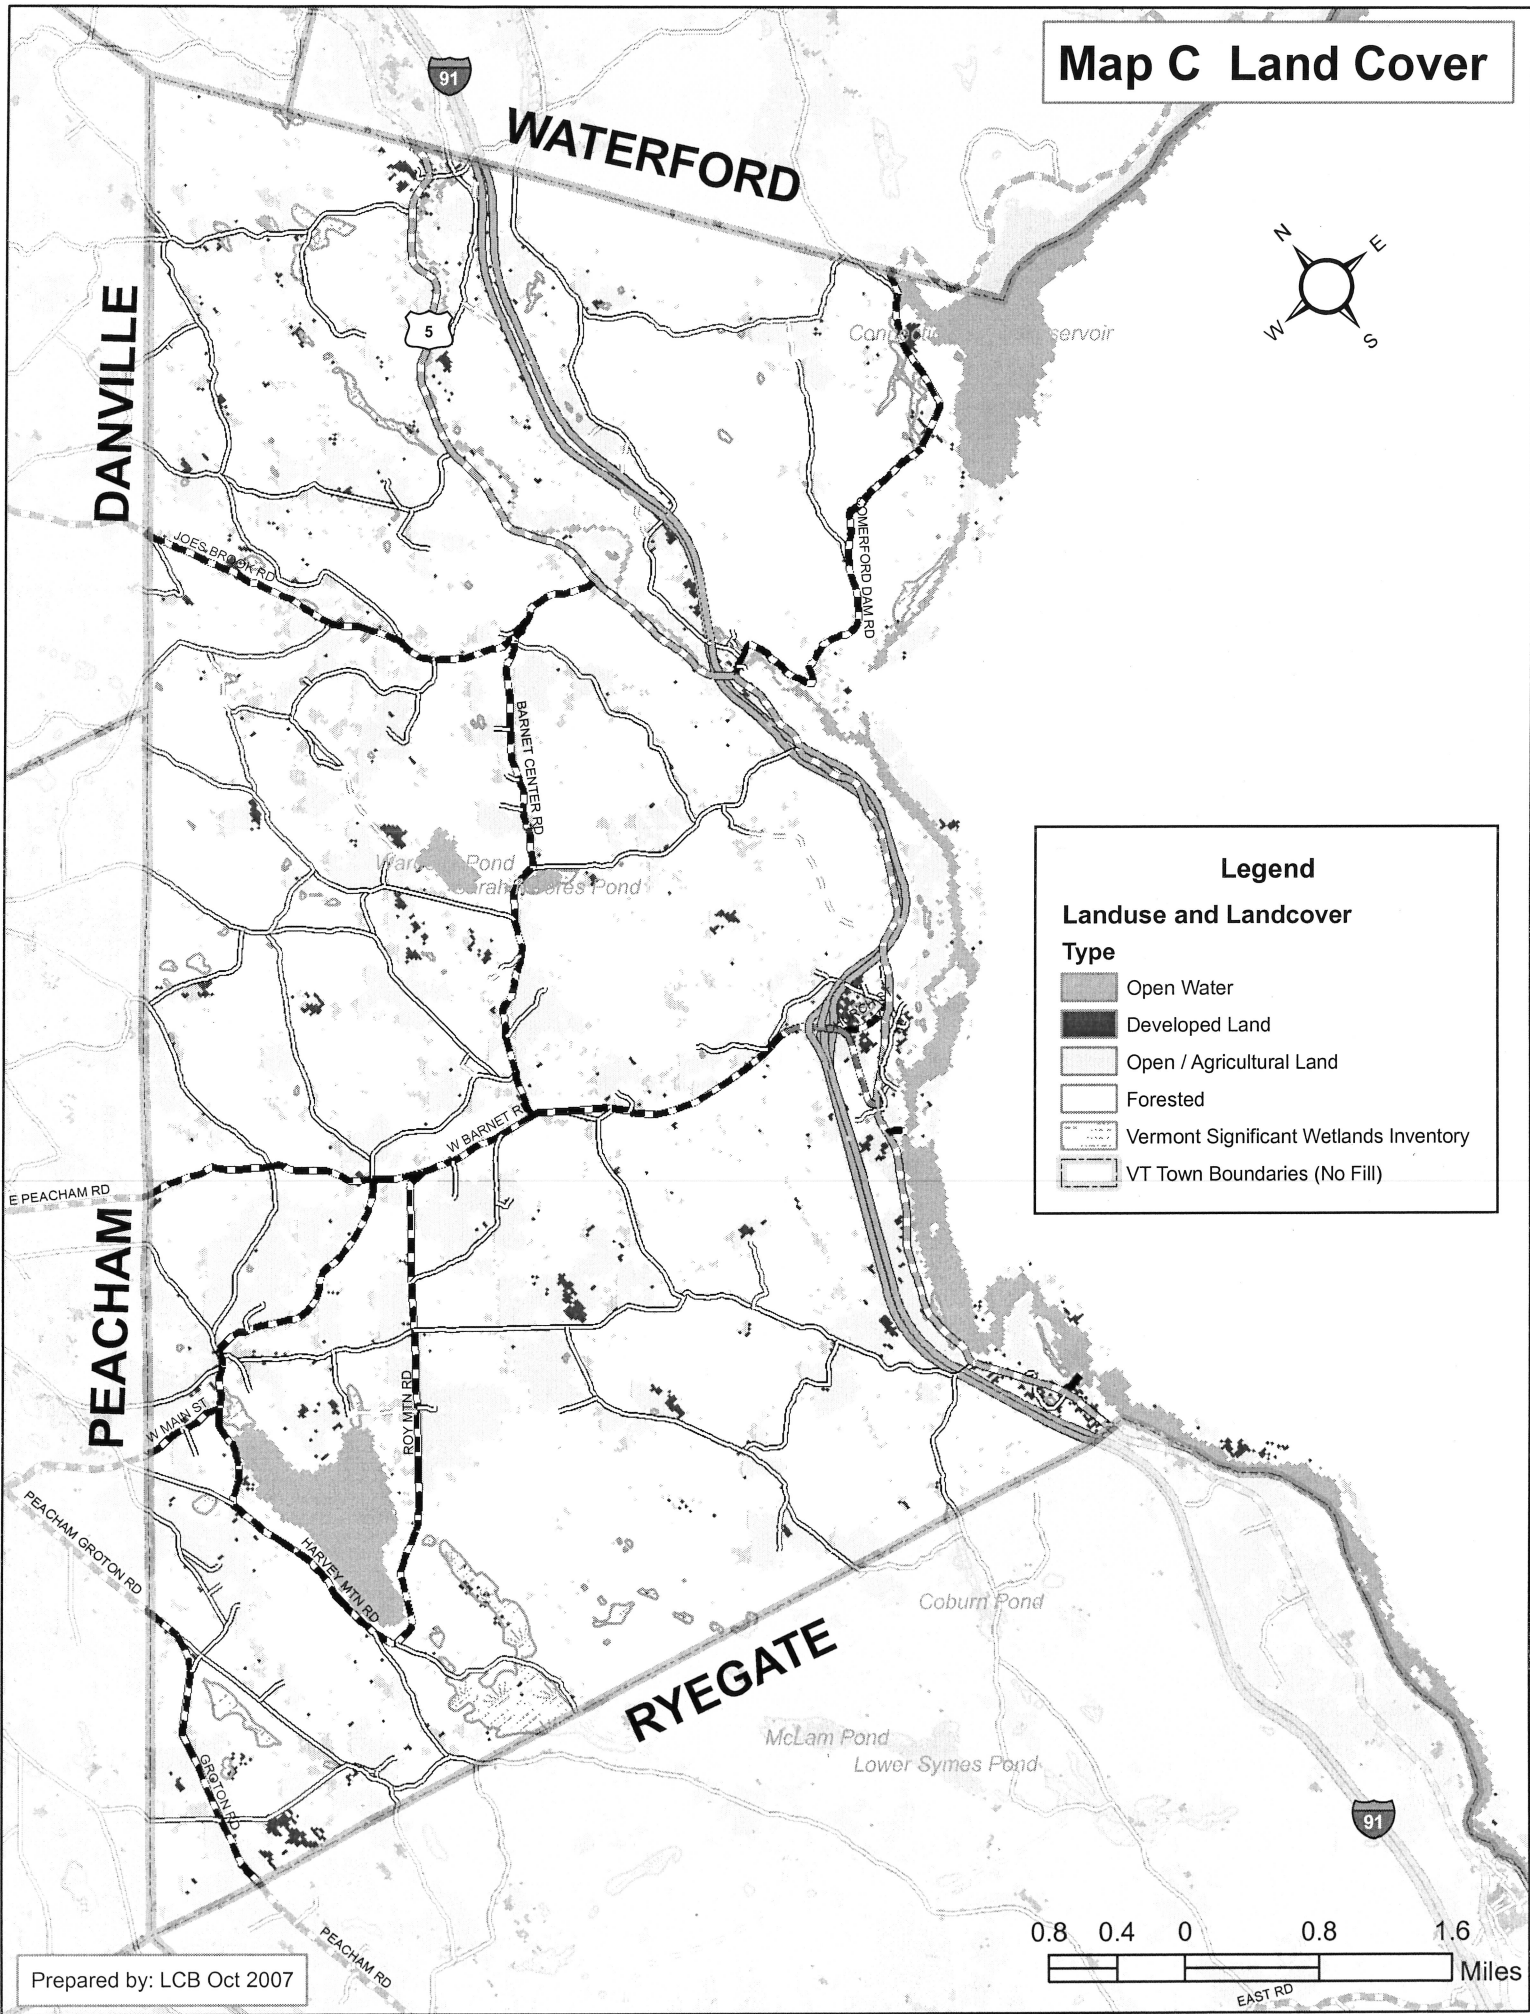 Map C Land Cover
91
WATERFORD
N
E
W
S
DANVILLE
5
JOES BROOK RD
OMERFORD DAM RD
BARNET CENTER RD
Pond
Pond
Legend
Landuse and Landcover
Type
Open Water
Developed Land
Open / Agricultural Land
Forested
Vermont Significant Wetlands Inventory
VT Town Boundaries (No Fill)
W BARNET R
E PEACHAM RD
PEACHAM
W MAIN ST
ROY MTN RD
PEACHAM GROTON RD
HARVEY MTN RD
Coburn Pond
RYEGATE
McLam Pond
Lower Symes Pond
GROTON RD
91
PEACHAM RD
0.8 0.4 0 0.8 1.6
Miles
EAST RD
Prepared by: LCB Oct 2007